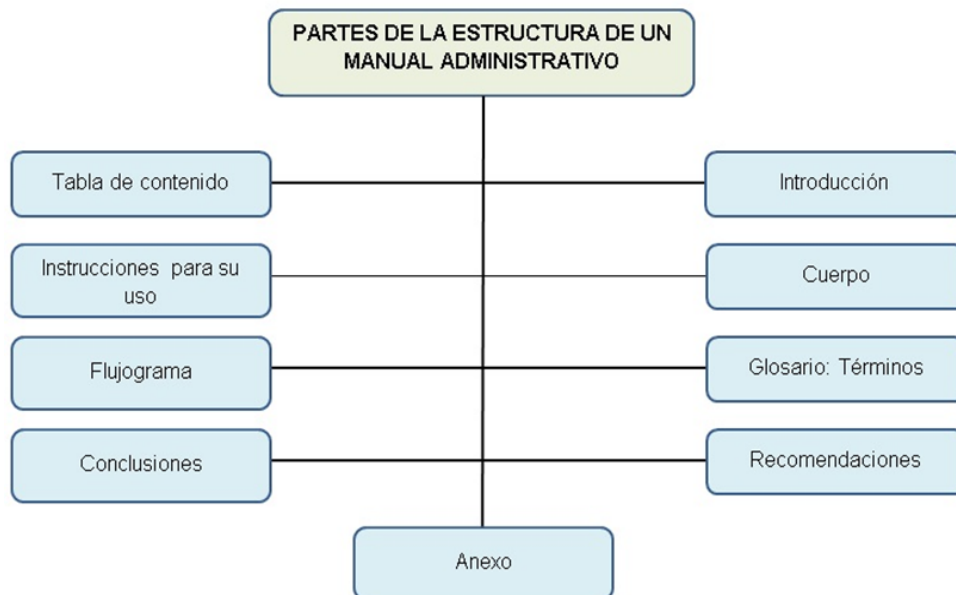 PARTES DE LA ESTRUCTURA DE UN
MANUAL ADMINISTRATIVO
Tabla de contenido
Introducción
Instrucciones para su
uso
Cuerpo
Flujograma
Glosario: Términos
Conclusiones
Recomendaciones
Anexo